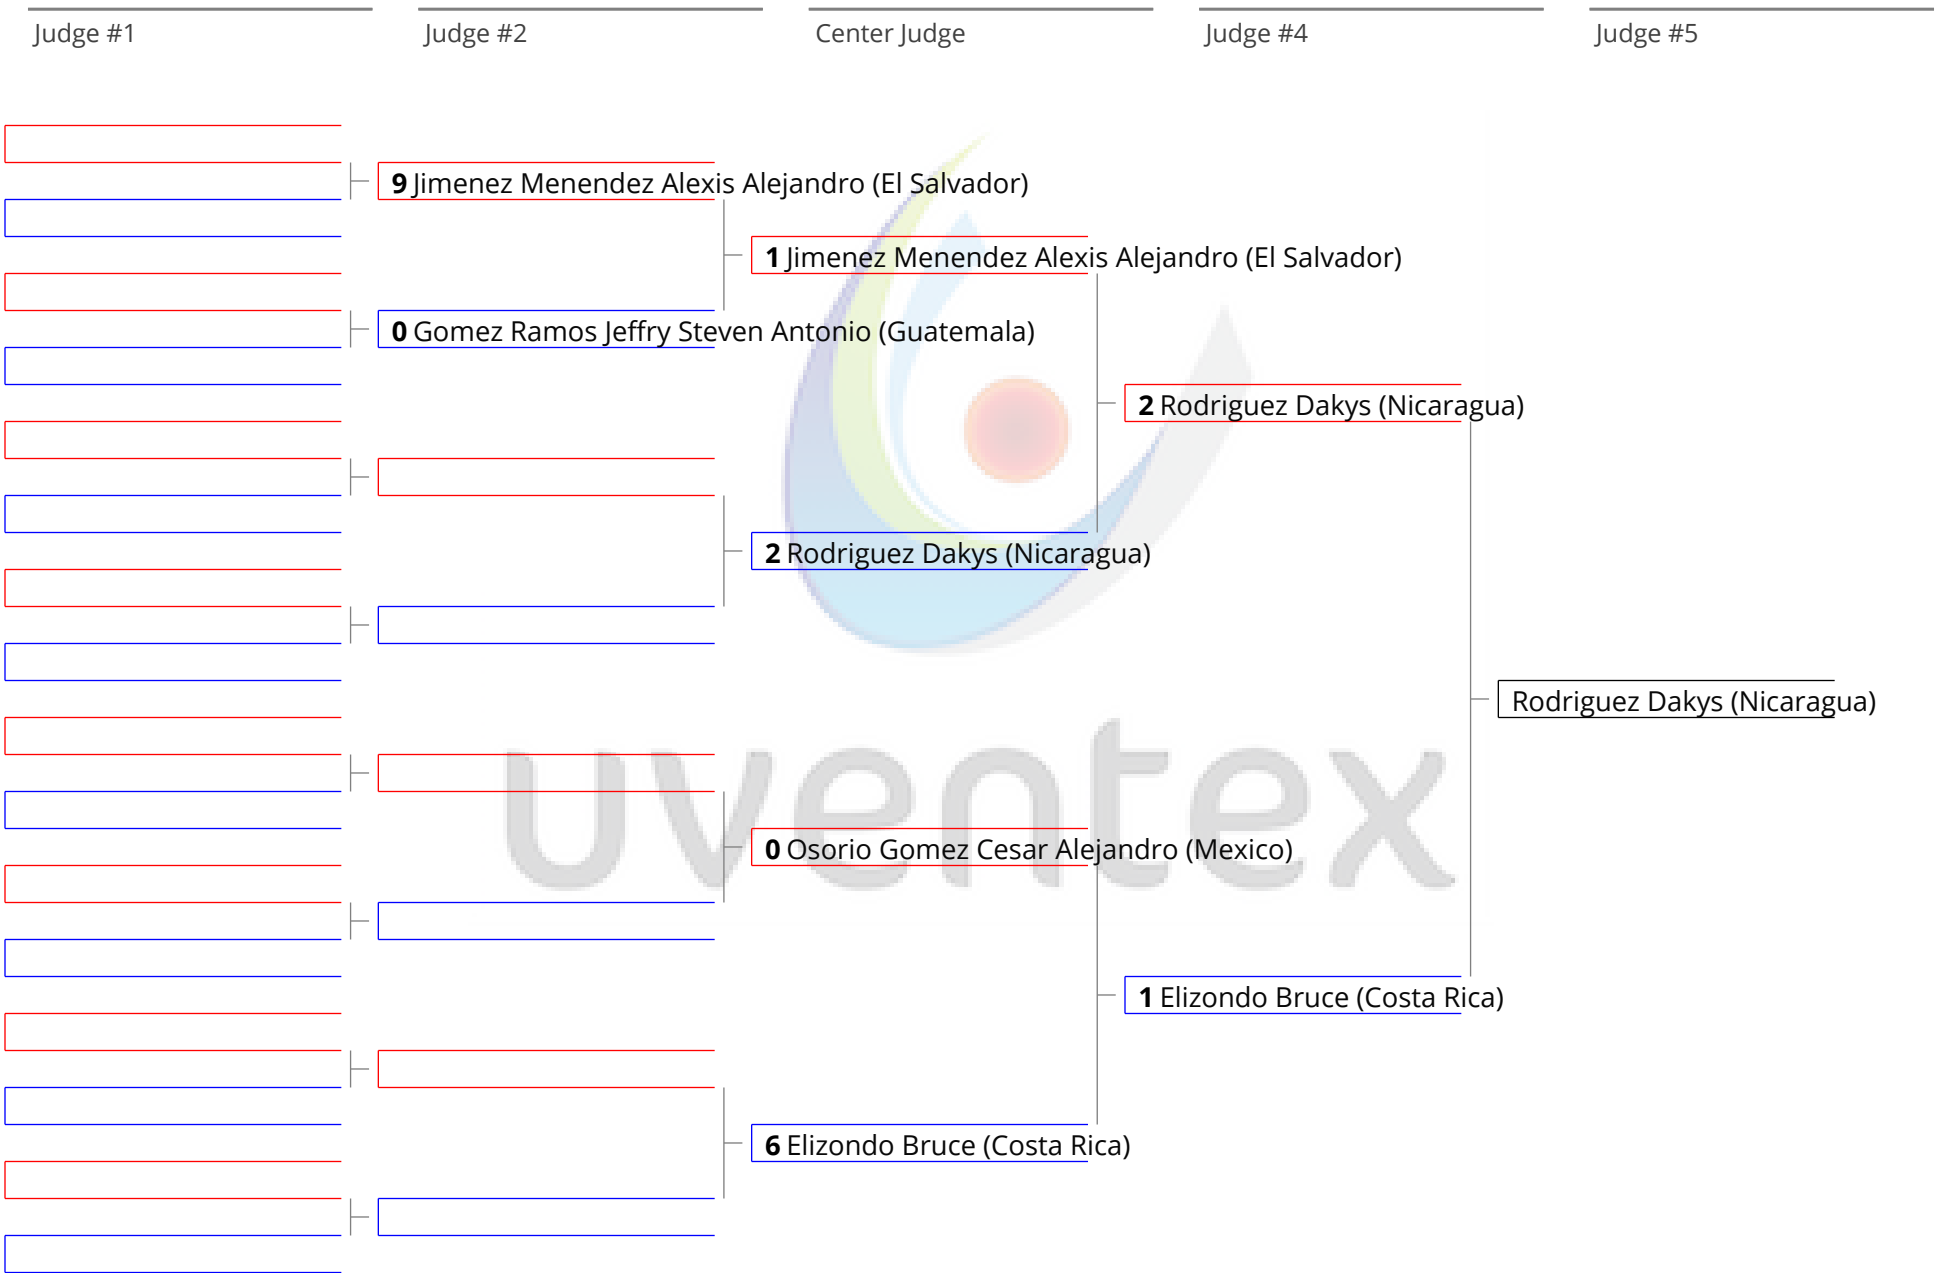 Judge #1
Judge #2
Center Judge
Judge #4
Judge #5
9 Jimenez Menendez Alexis Alejandro (El Salvador)
1 Jimenez Menendez Alexis Alejandro (El Salvador)
0 Gomez Ramos Jeffry Steven Antonio (Guatemala)
2 Rodriguez Dakys (Nicaragua)
2 Rodriguez Dakys (Nicaragua)
Rodriguez Dakys (Nicaragua)
uventex
0 Osorio Gomez Cesar Alejandro (Mexico)
1 Elizondo Bruce (Costa Rica)
6 Elizondo Bruce (Costa Rica)